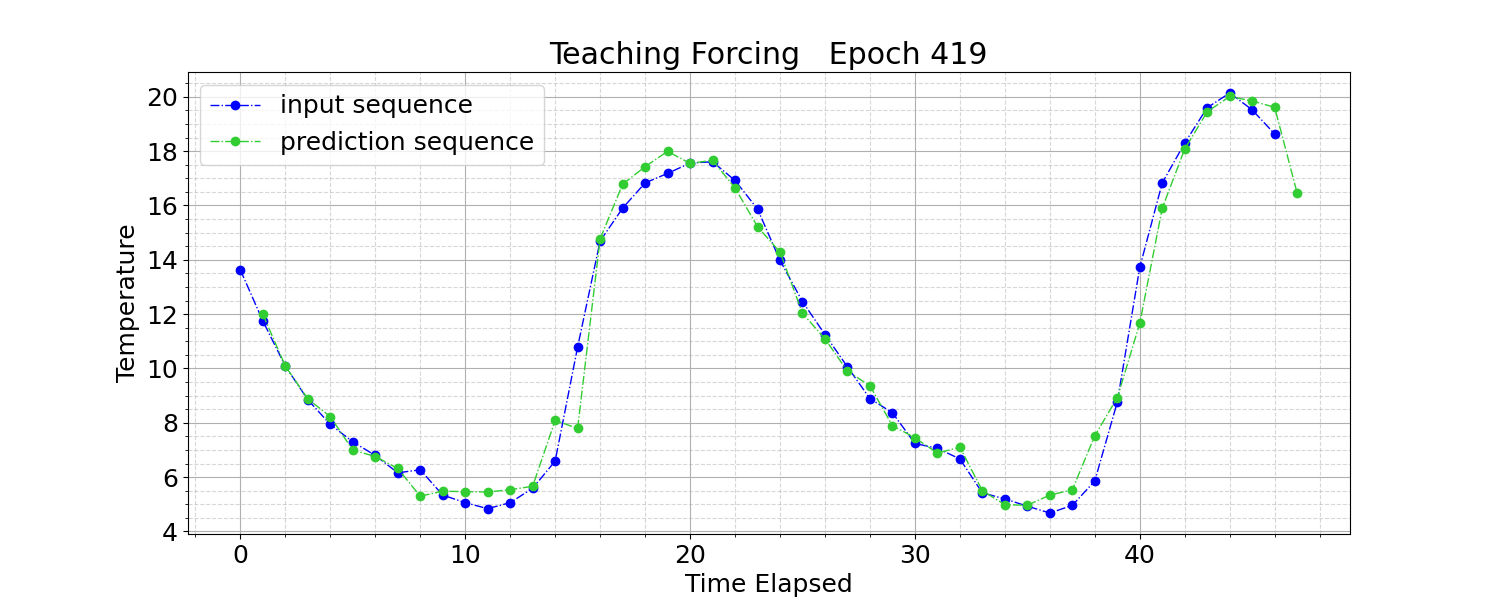 Teaching Forcing   Epoch 419
input sequence
prediction sequence
Temperature
20
18
16
14
12
10
8
6
4
0 10 20 30 40
Time Elapsed